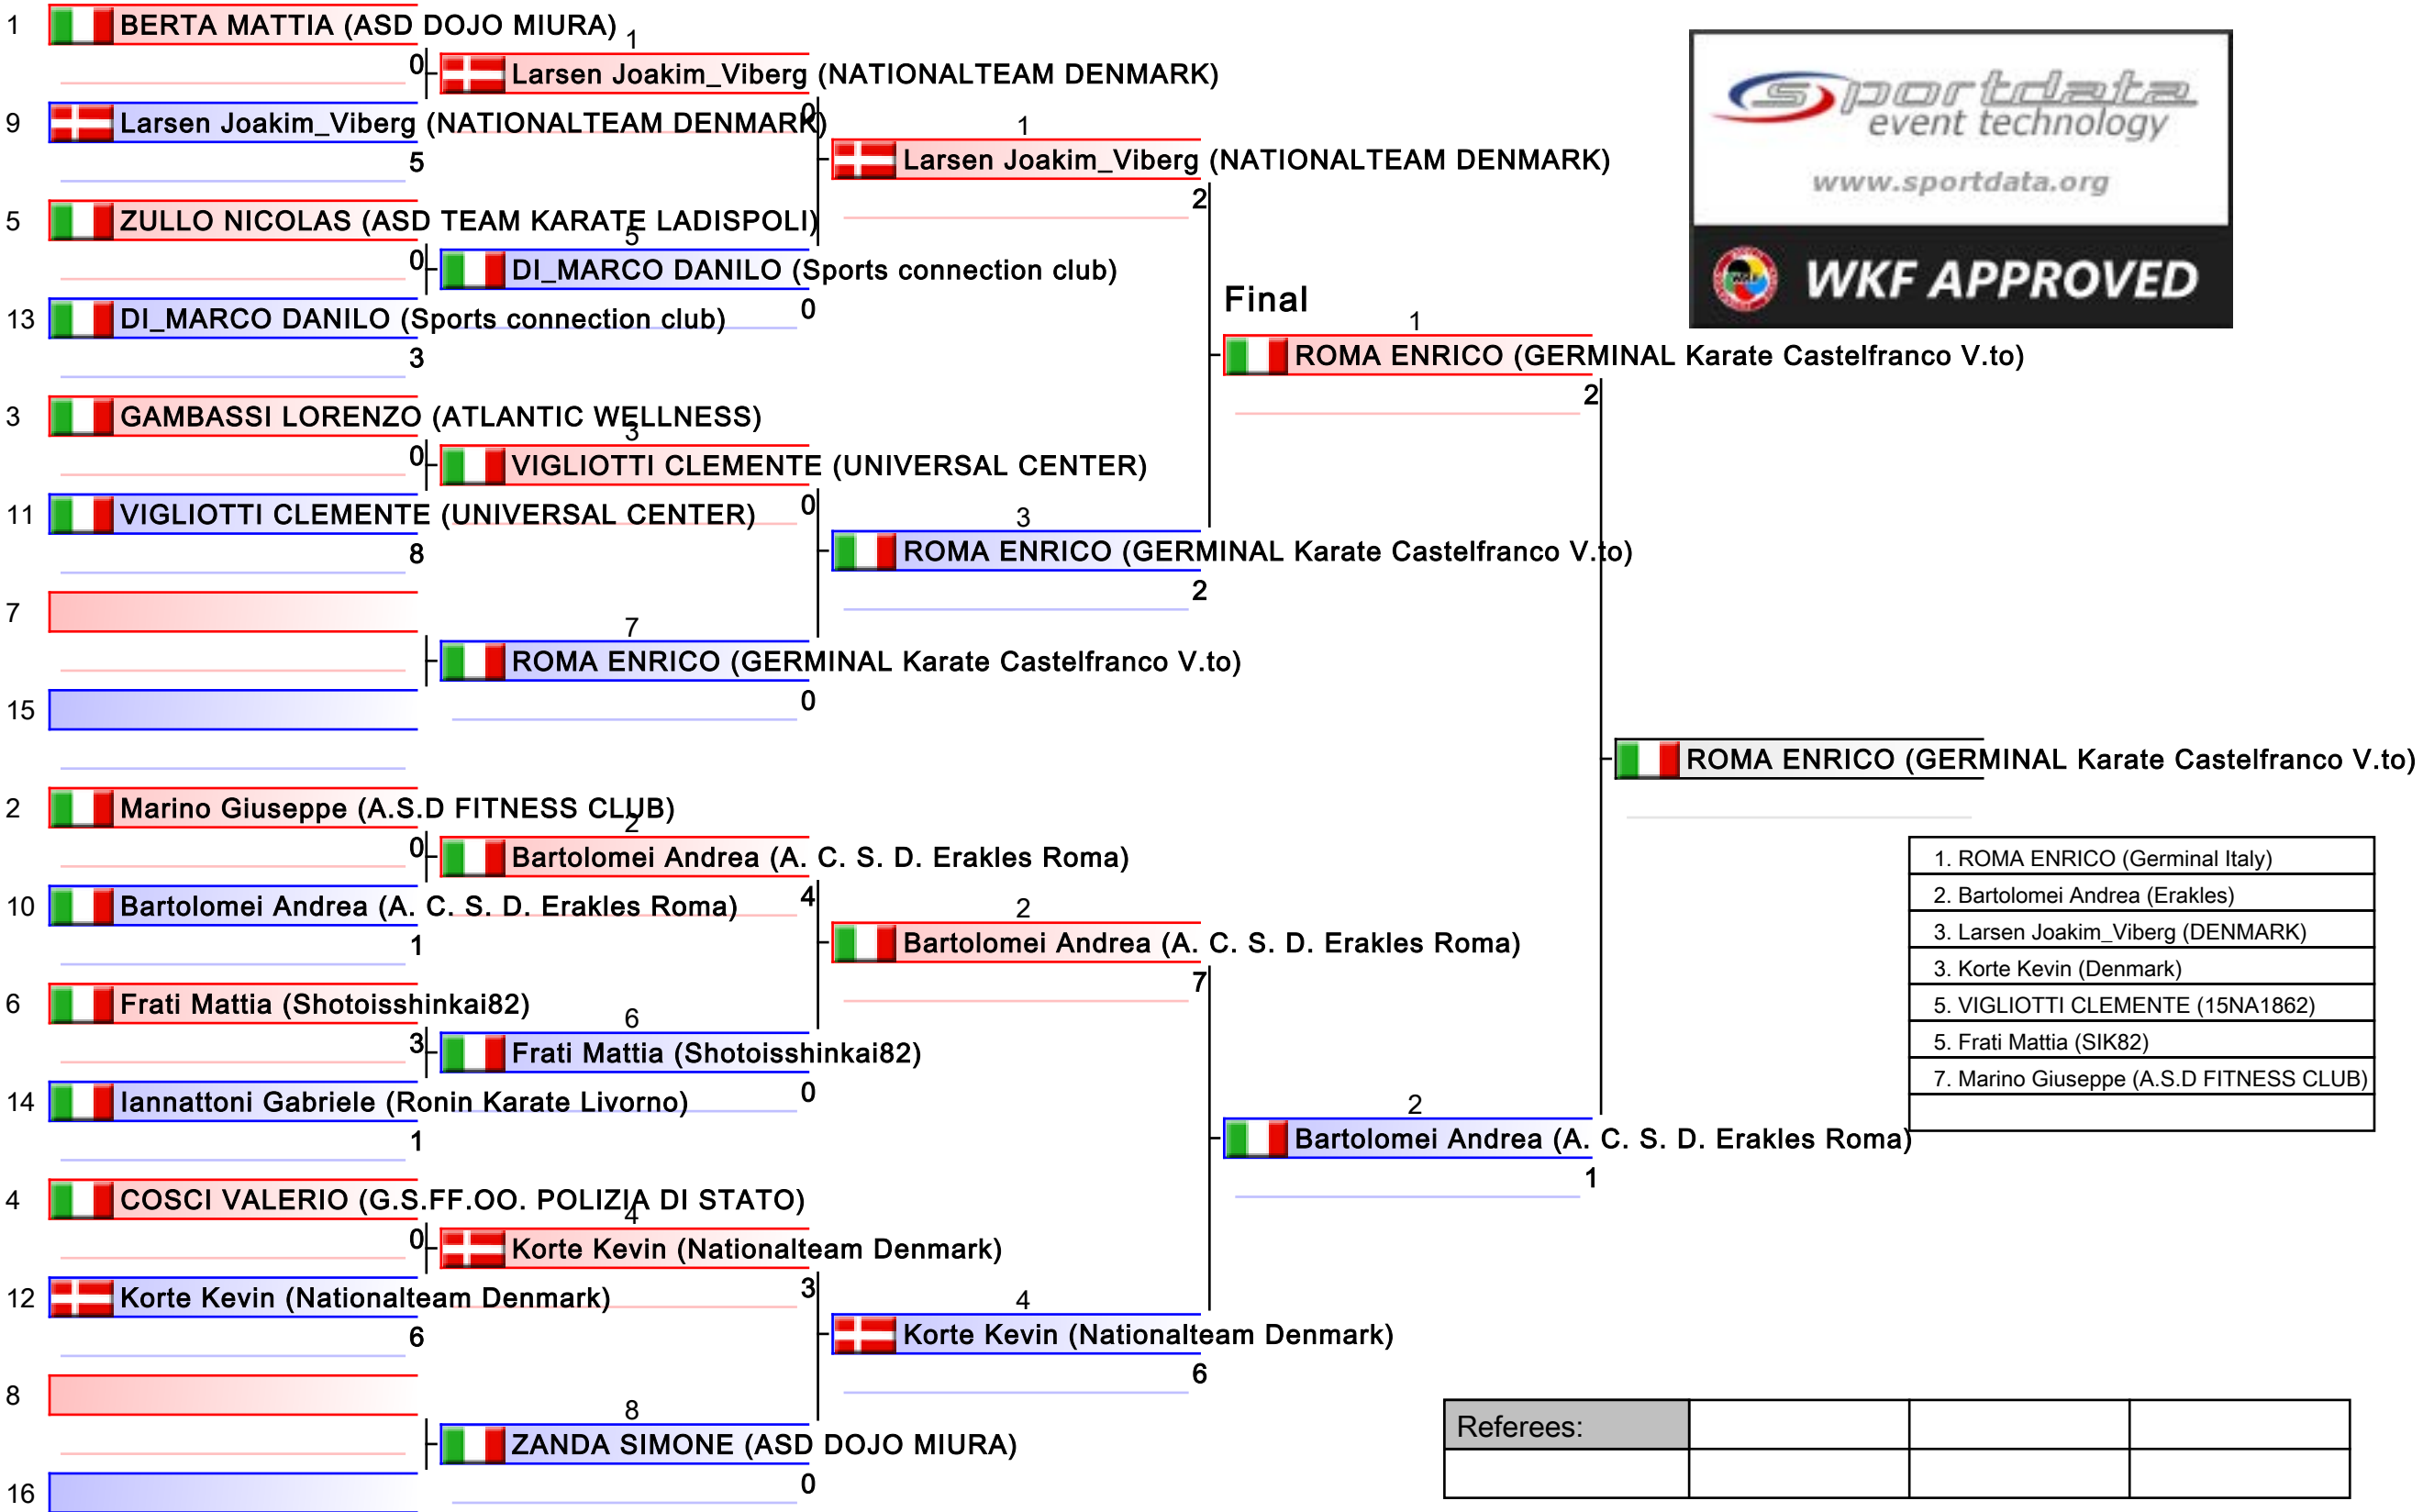 1 BERTA MATTIA (ASD DOJO MIURA)
0
9 Larsen Joakim_Viberg (NATIONALTEAM DENMARK)
5
5 ZULLO NICOLAS (ASD TEAM KARATE LADISPOLI)
0
13 DI_MARCO DANILO (Sports connection club)
3
3 GAMBASSI LORENZO (ATLANTIC WELLNESS)
0
11 VIGLIOTTI CLEMENTE (UNIVERSAL CENTER)
8
7
15
2 Marino Giuseppe (A.S.D FITNESS CLUB)
0
10 Bartolomei Andrea (A. C. S. D. Erakles Roma)
1
6 Frati Mattia (Shotoisshinkai82)
3
14 Iannattoni Gabriele (Ronin Karate Livorno)
1
4 COSCI VALERIO (G.S.FF.OO. POLIZIA DI STATO)
0
12 Korte Kevin (Nationalteam Denmark)
6
8
16
1
Larsen Joakim_Viberg (NATIONALTEAM DENMARK)
0
5
DI_MARCO DANILO (Sports connection club)
0
3
VIGLIOTTI CLEMENTE (UNIVERSAL CENTER)
0
7
ROMA ENRICO (GERMINAL Karate Castelfranco V.to)
0
2
Bartolomei Andrea (A. C. S. D. Erakles Roma)
4
6
Frati Mattia (Shotoisshinkai82)
0
4
Korte Kevin (Nationalteam Denmark)
3
8
ZANDA SIMONE (ASD DOJO MIURA)
0
1
Larsen Joakim_Viberg (NATIONALTEAM DENMARK)
2
3
ROMA ENRICO (GERMINAL Karate Castelfranco V.to)
2
2
Bartolomei Andrea (A. C. S. D. Erakles Roma)
7
4
Korte Kevin (Nationalteam Denmark)
6
Final
1
ROMA ENRICO (GERMINAL Karate Castelfranco V.to)
2
2
Bartolomei Andrea (A. C. S. D. Erakles Roma)
1
ROMA ENRICO (GERMINAL Karate Castelfranco V.to)
sportdata
event technology
www.sportdata.org
WKF APPROVED
1. ROMA ENRICO (Germinal Italy)
2. Bartolomei Andrea (Erakles)
3. Larsen Joakim_Viberg (DENMARK)
3. Korte Kevin (Denmark)
5. VIGLIOTTI CLEMENTE (15NA1862)
5. Frati Mattia (SIK82)
7. Marino Giuseppe (A.S.D FITNESS CLUB)
Referees: